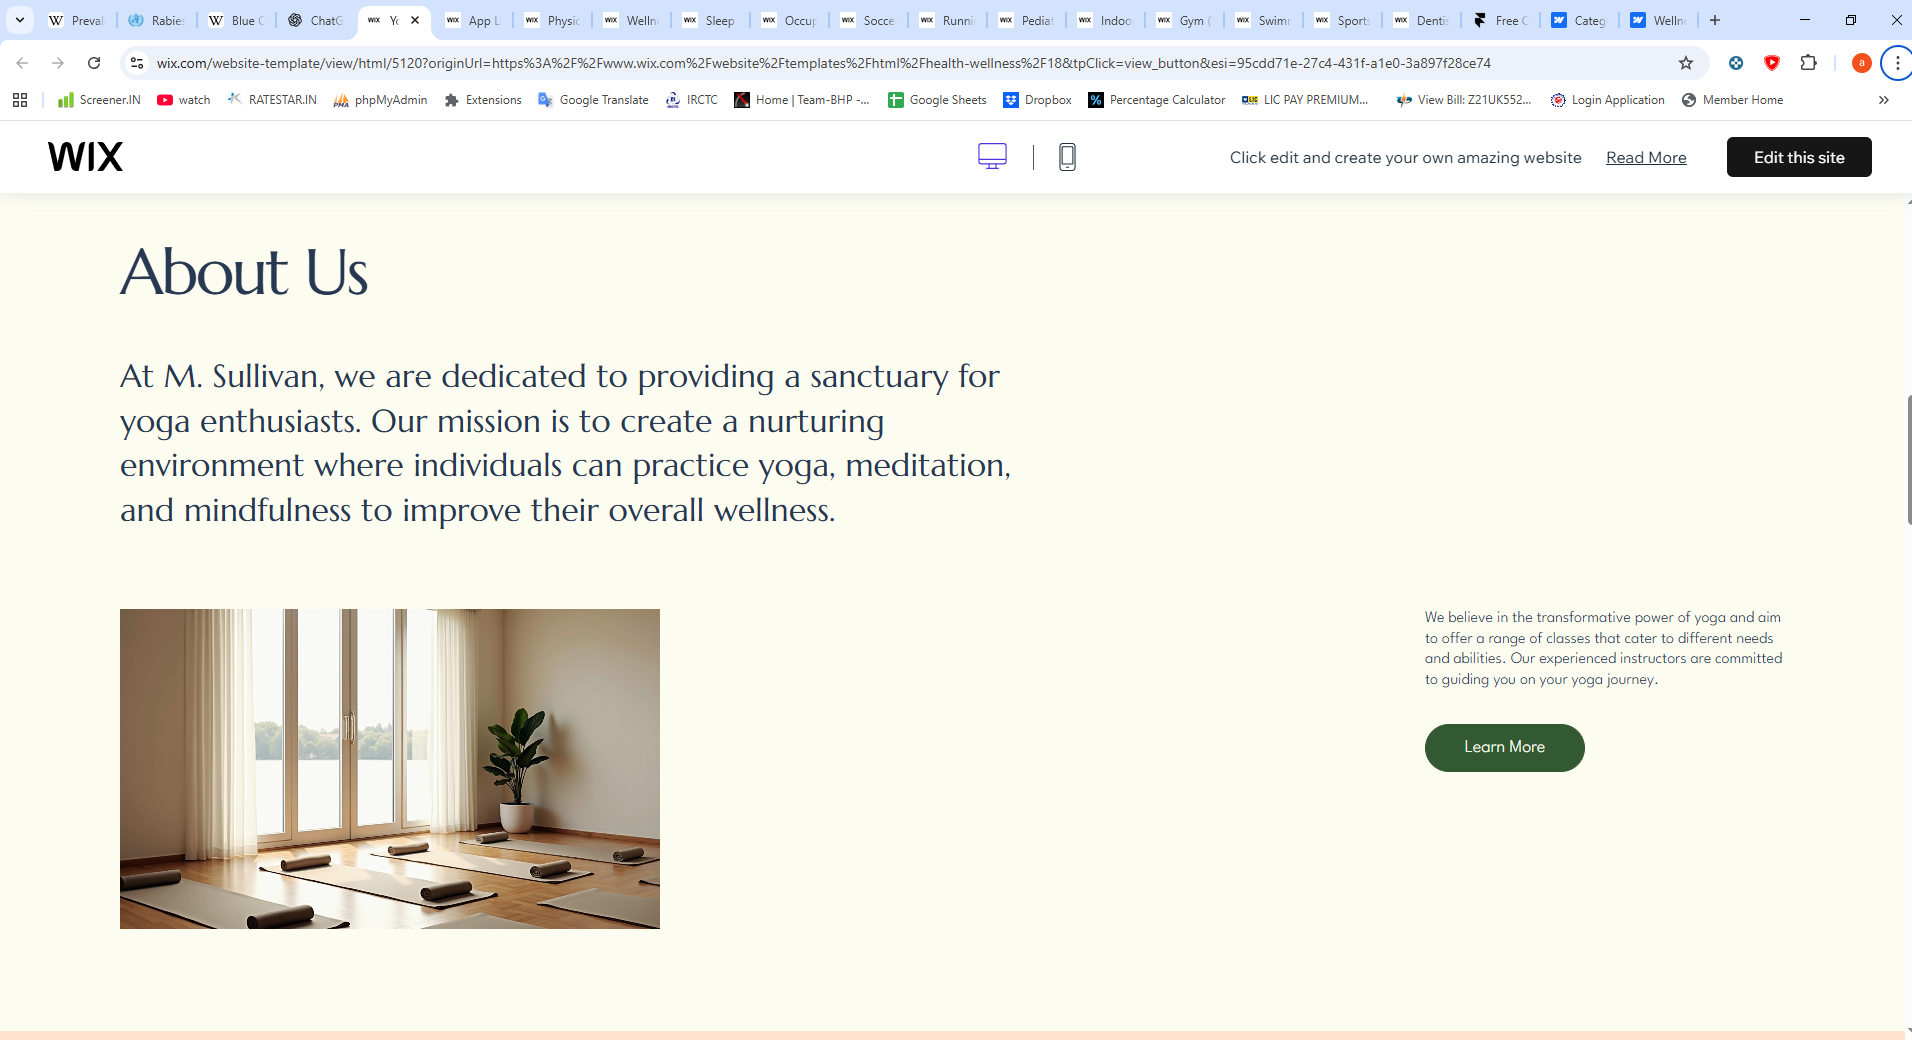 Preval
Rabies
Blue C
ChatG
Yo
App L
Physic
Welln
Sleep
Occup
Socce
Runni
Pediat
Indoo
Gym (
Swimm
Sports
Dentis
Free C
Categ
Welln
wix.com/website-template/view/html/5120?originUrl=https%3A%2F%2Fwww.wix.com%2Fwebsite%2Ftemplates%2Fhtml%2Fhealth-wellness%2F18&tpClick=view_button&esi=95cdd71e-27c4-431f-a1e0-3a897f28ce74
a
Screener.IN
watch
RATESTAR.IN
phpMyAdmin
Extensions
Google Translate
IRCTC
Home | Team-BHP -...
Google Sheets
Dropbox
Percentage Calculator
LIC PAY PREMIUM...
View Bill: Z21UK552...
Login Application
Member Home
WIX
Click edit and create your own amazing website
Read More
Edit this site
About Us
At M. Sullivan, we are dedicated to providing a sanctuary for
yoga enthusiasts. Our mission is to create a nurturing
environment where individuals can practice yoga, meditation,
and mindfulness to improve their overall wellness.
We believe in the transformative power of yoga and aim
to offer a range of classes that cater to different needs
and abilities. Our experienced instructors are committed
to guiding you on your yoga journey.
Learn More